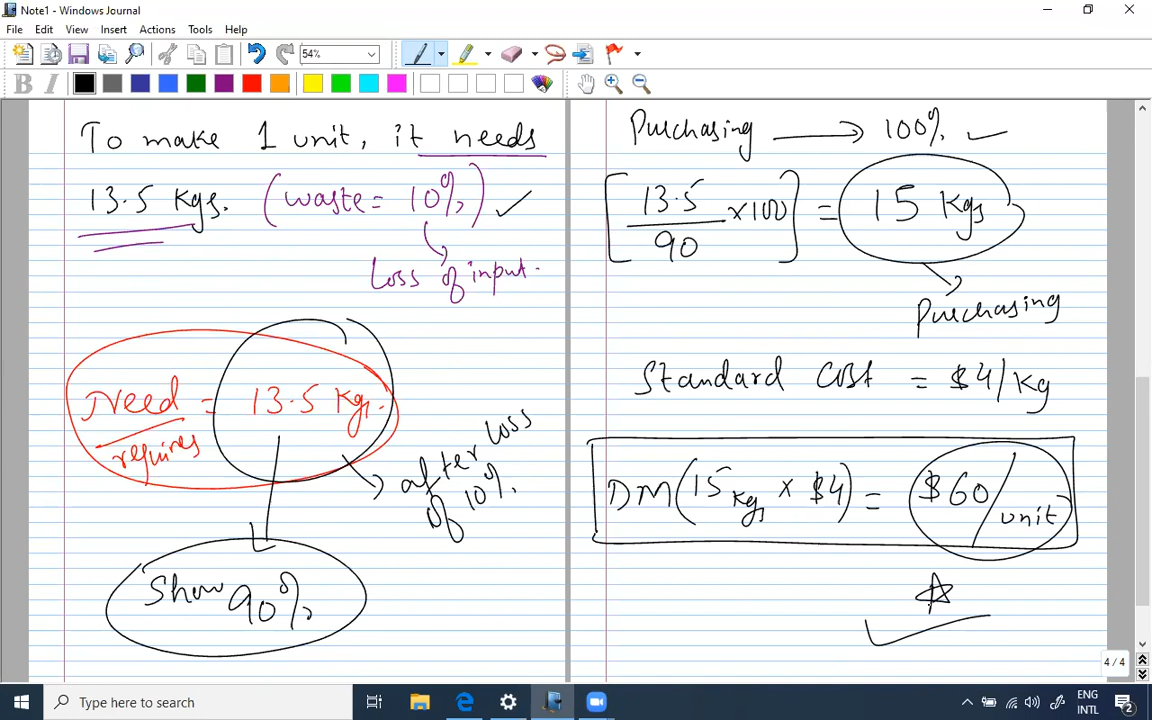 Note1 - Windows Journal
File Edit View Insert Actions Tools Help
54%
B I
To make 1 unit, it needs
13.5 Kgs. (waste = 10%)
Loss of input.
Need = 13.5 Kgs.
requires
after loss
of 10%.
Show 90%
Purchasing → 100%
[13.5/90 x100] = 15 Kgs
Purchasing
Standard Cost = $4/Kg
DM (15 Kgs x $4) = $60/unit
4 / 4
Type here to search
ENG
INTL
2